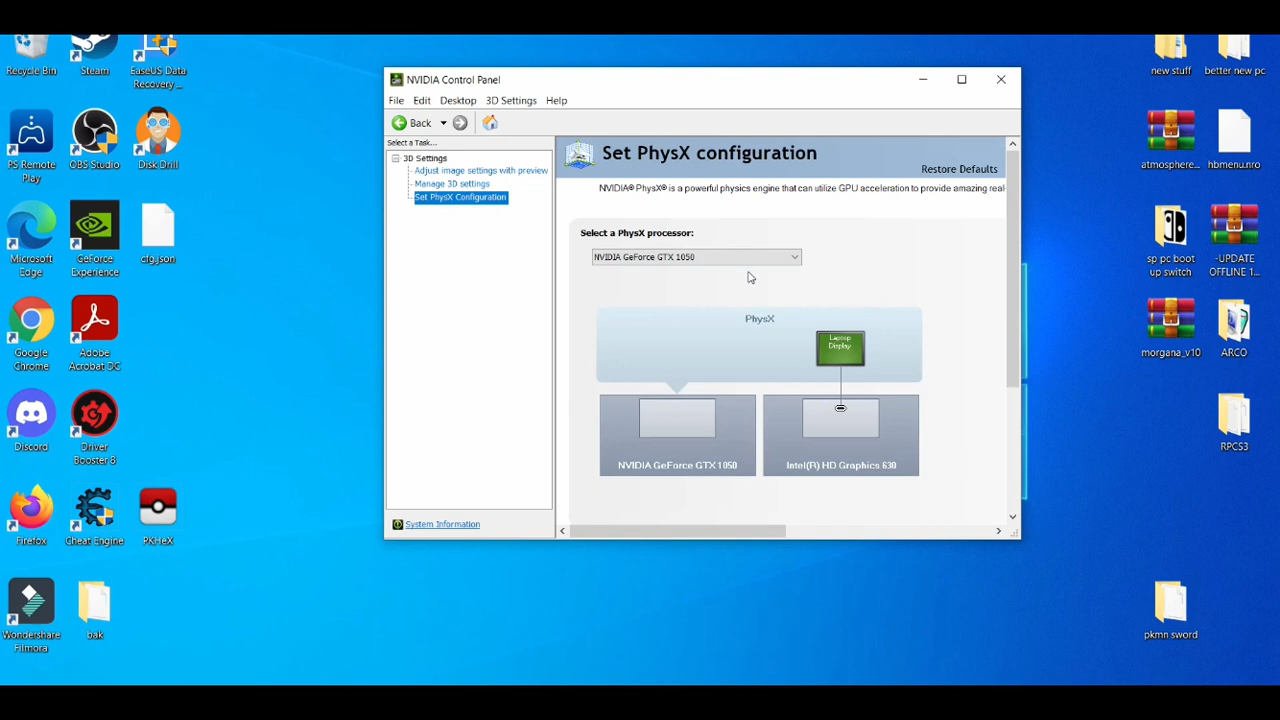 Recycle Bin
Steam
EaseUS Data
Recovery ...
PS Remote
Play
OBS Studio
Disk Drill
Microsoft
Edge
GeForce
Experience
cfg.json
Google
Chrome
Adobe
Acrobat DC
Discord
Driver
Booster 8
Firefox
Cheat Engine
PKHeX
Wondershare
Filmora
bak
NVIDIA Control Panel
File Edit Desktop 3D Settings Help
Back
Select a Task...
3D Settings
Adjust image settings with preview
Manage 3D settings
Set PhysX Configuration
System Information
Set PhysX configuration
Restore Defaults
NVIDIA® PhysX® is a powerful physics engine that can utilize GPU acceleration to provide amazing real-
Select a PhysX processor:
NVIDIA GeForce GTX 1050
PhysX
Laptop
Display
NVIDIA GeForce GTX 1050
Intel(R) HD Graphics 630
new stuff
better new pc
atmosphere...
hbmenu.nro
sp pc boot
up switch
-UPDATE
OFFLINE 1...
morgana_v10
ARCO
RPCS3
pkmn sword